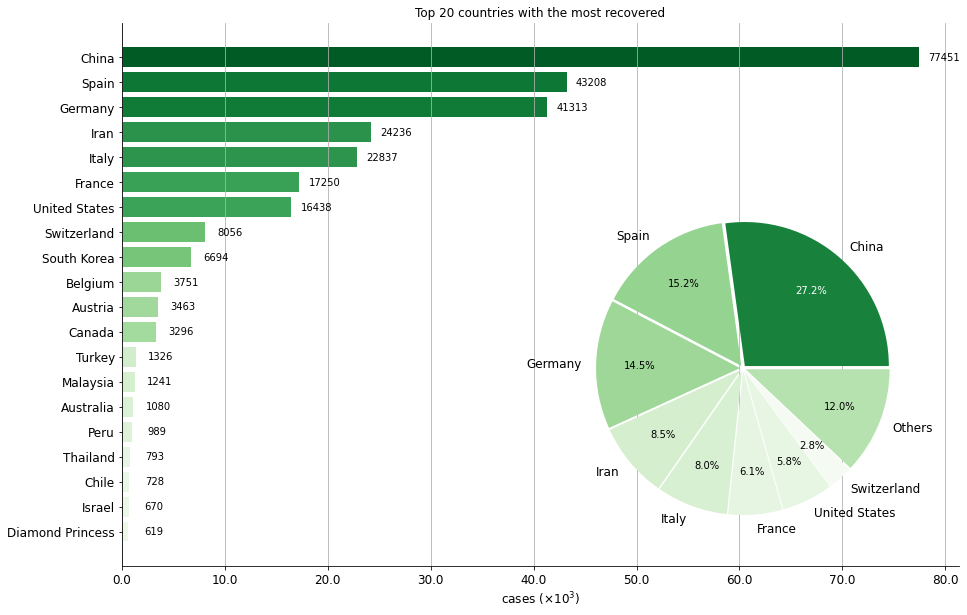 Top 20 countries with the most recovered
China 77451
Spain 43208
Germany 41313
Iran 24236
Italy 22837
France 17250
United States 16438
Switzerland 8056
South Korea 6694
Belgium 3751
Austria 3463
Canada 3296
Turkey 1326
Malaysia 1241
Australia 1080
Peru 989
Thailand 793
Chile 728
Israel 670
Diamond Princess 619
0.0 10.0 20.0 30.0 40.0 50.0 60.0 70.0 80.0
cases (×10³)
China 27.2%
Spain 15.2%
Germany 14.5%
Iran 8.5%
Italy 8.0%
France 6.1%
United States 5.8%
Switzerland 2.8%
Others 12.0%